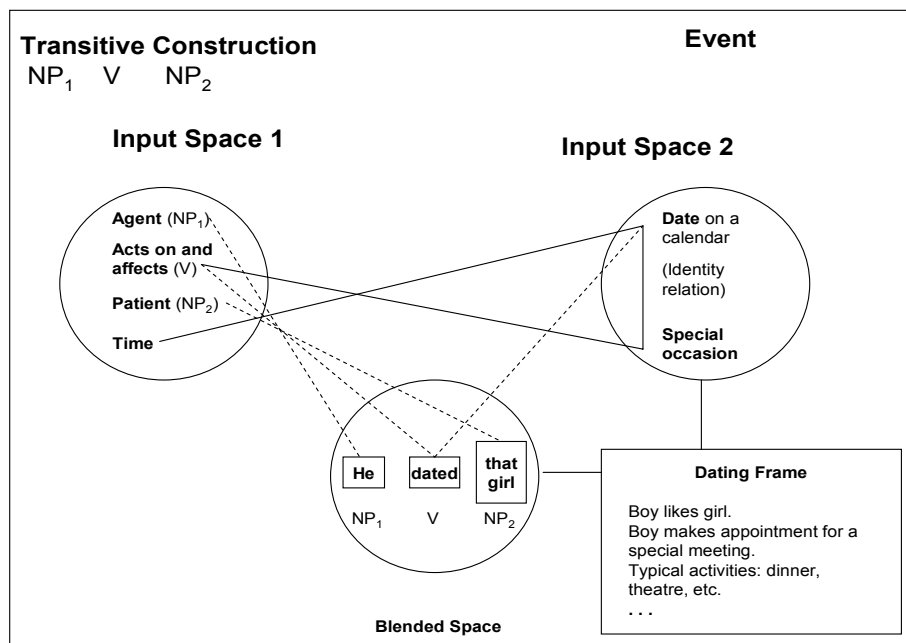 Transitive Construction
NP₁ V NP₂
Event
Input Space 1
Input Space 2
Agent (NP₁)
Acts on and
affects (V)
Patient (NP₂)
Time
Date on a
calendar
(Identity
relation)
Special
occasion
He dated that
girl
NP₁ V NP₂
Blended Space
Dating Frame
Boy likes girl.
Boy makes appointment for a
special meeting.
Typical activities: dinner,
theatre, etc.
. . .